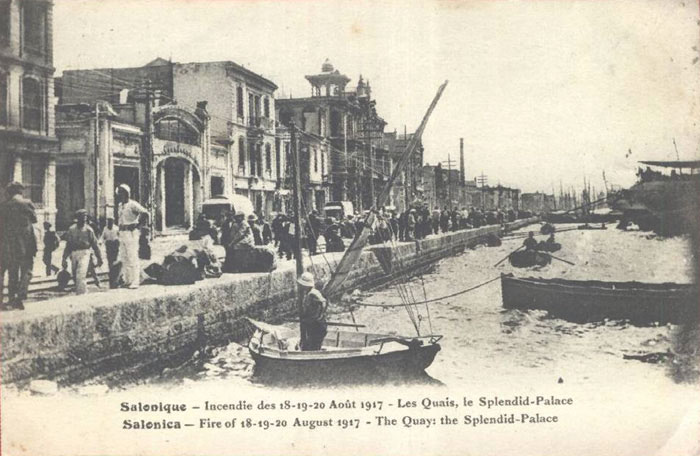 Salonique – Incendie des 18-19-20 Août 1917 - Les Quais, le Splendid-Palace
Salonica – Fire of 18-19-20 August 1917 - The Quay: the Splendid-Palace